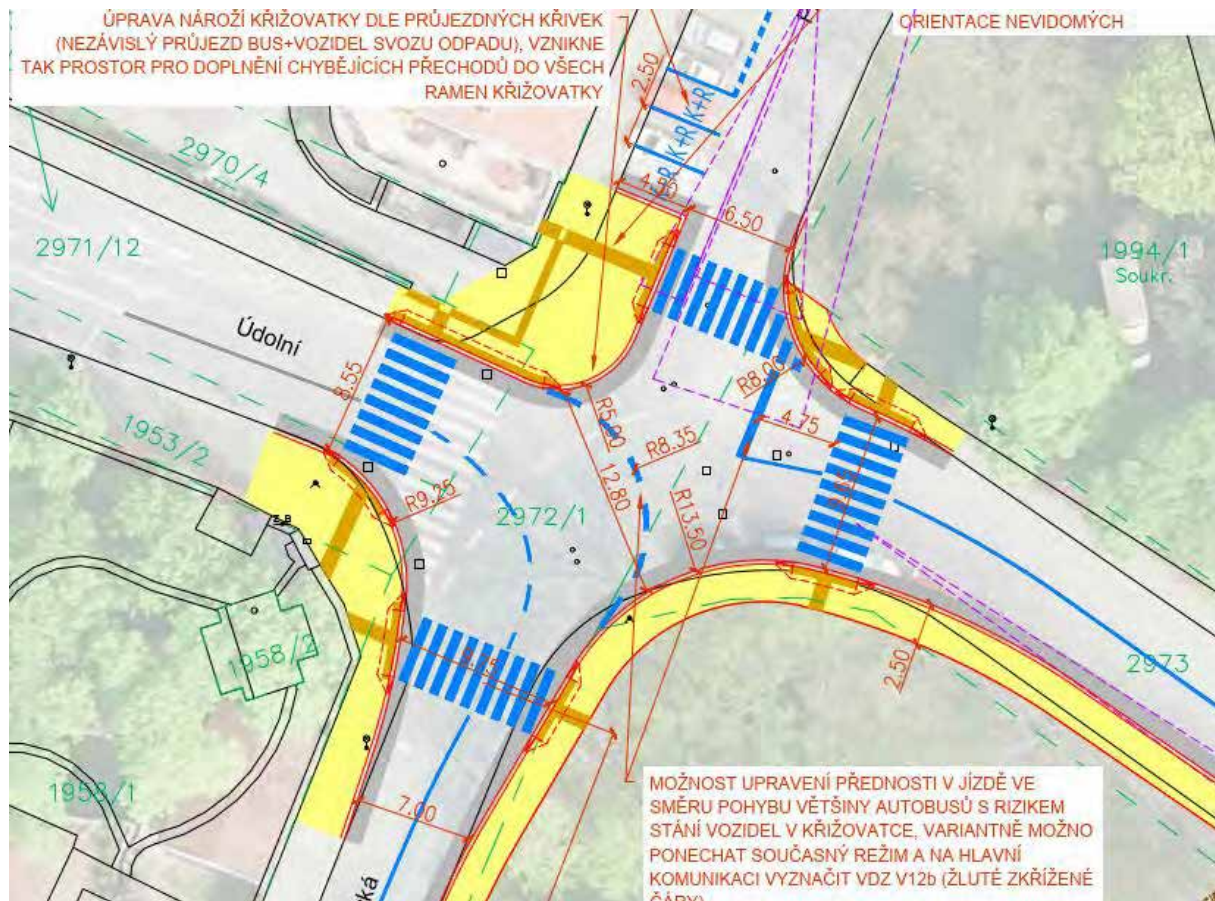 ÚPRAVA NÁROŽÍ KŘIŽOVATKY DLE PRŮJEZDNÝCH KŘIVEK
(NEZÁVISLÝ PRŮJEZD BUS+VOZIDEL SVOZU ODPADU), VZNIKNE
TAK PROSTOR PRO DOPLNĚNÍ CHYBĚJÍCÍCH PŘECHODŮ DO VŠECH
RAMEN KŘIŽOVATKY
ORIENTACE NEVIDOMÝCH
2.50
K+R
K+R
2970/4
4.55
6.50
2971/12
1994/1
Soukr.
Údolní
8.55
R8.00
R5.00
4.75
1953/2
R8.35
R9.25
12.80
R13.50
2972/1
1958/2
2973
2.50
1958/1
7.00
ká
MOŽNOST UPRAVENÍ PŘEDNOSTI V JÍZDĚ VE
SMĚRU POHYBU VĚTŠINY AUTOBUSŮ S RIZIKEM
STÁNÍ VOZIDEL V KŘIŽOVATCE, VARIANTNĚ MOŽNO
PONECHAT SOUČASNÝ REŽIM A NA HLAVNÍ
KOMUNIKACI VYZNAČIT VDZ V12b (ŽLUTÉ ZKŘÍŽENÉ
ČÁRY)